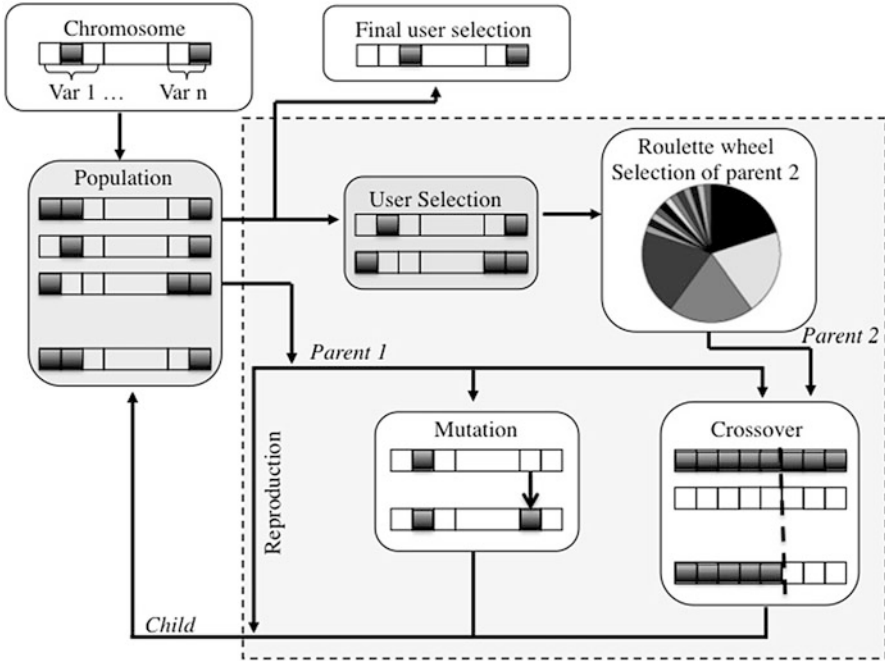 Chromosome
Var 1 ...
Var n
Final user selection
Population
User Selection
Roulette wheel
Selection of parent 2
Parent 1
Parent 2
Reproduction
Mutation
Crossover
Child